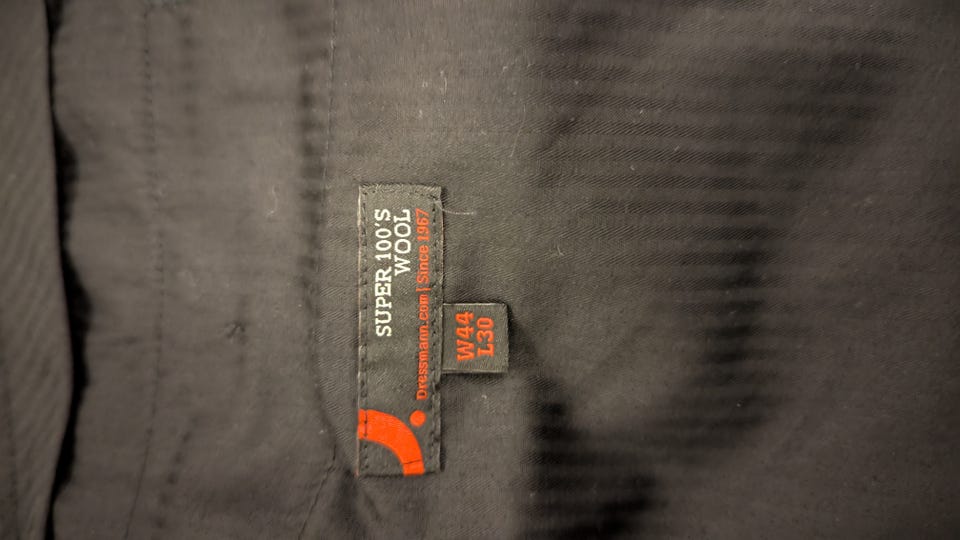 SUPER 100'S
WOOL
Dressmann.com | Since 1967
W44
L30